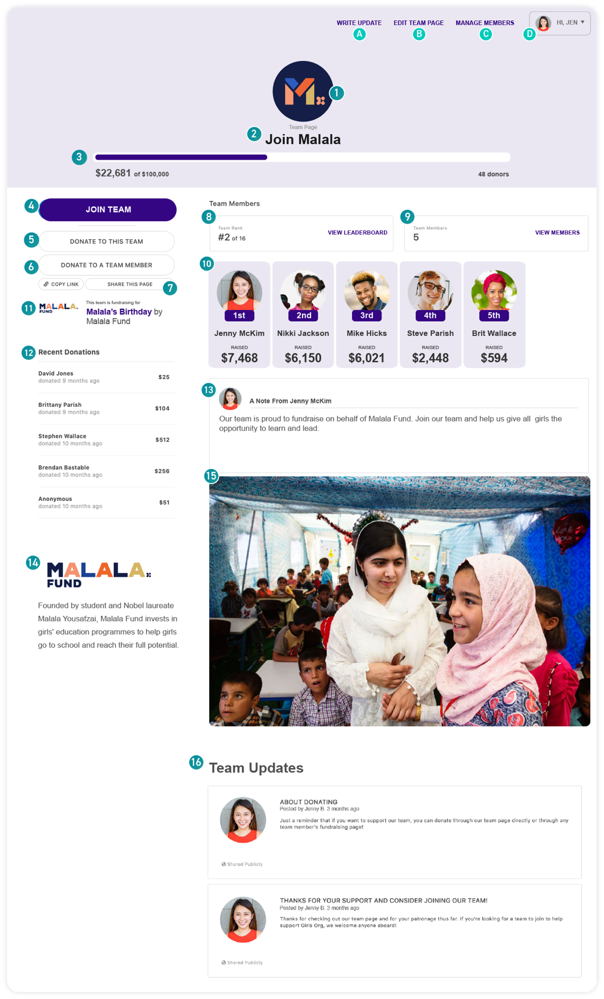 WRITE UPDATE
EDIT TEAM PAGE
MANAGE MEMBERS
HI, JEN
A
B
C
D
1
Team Page
2
Join Malala
3
$22,681 of $100,000
48 donors
4
JOIN TEAM
5
DONATE TO THIS TEAM
6
DONATE TO A TEAM MEMBER
COPY LINK
SHARE THIS PAGE
7
11
MALALA.
FUND
This team is fundraising for
Malala's Birthday by
Malala Fund
12
Recent Donations
David Jones
donated 9 months ago
$25
Brittany Parish
donated 9 months ago
$104
Stephen Wallace
donated 10 months ago
$512
Brendan Bastable
donated 10 months ago
$256
Anonymous
donated 10 months ago
$51
14
MALALA.
FUND
Founded by student and Nobel laureate
Malala Yousafzai, Malala Fund invests in
girls' education programmes to help girls
go to school and reach their full potential.
Team Members
8
Team Rank
#2 of 16
VIEW LEADERBOARD
9
Team Members
5
VIEW MEMBERS
10
1st
Jenny McKim
RAISED
$7,468
2nd
Nikki Jackson
RAISED
$6,150
3rd
Mike Hicks
RAISED
$6,021
4th
Steve Parish
RAISED
$2,448
5th
Brit Wallace
RAISED
$594
13
A Note From Jenny McKim
Our team is proud to fundraise on behalf of Malala Fund. Join our team and help us give all girls the
opportunity to learn and lead.
15
I love
you
16
Team Updates
ABOUT DONATING
Posted by Jenny B. 3 months ago
Just a reminder that if you want to support our team, you can donate through our team page directly or through any
team member's fundraising page!
Shared Publicly
THANKS FOR YOUR SUPPORT AND CONSIDER JOINING OUR TEAM!
Posted by Jenny B. 3 months ago
Thanks for checking out our team page and for your patronage thus far. If you're looking for a team to join to help
support Girls Org, we welcome anyone aboard!
Shared Publicly